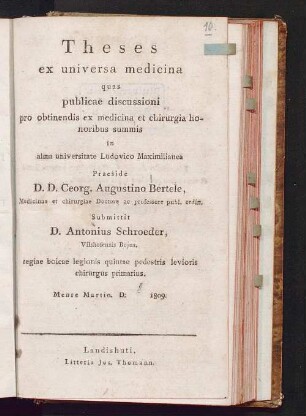 10.
Theses
ex universa medicina
quas
publicae discussioni
pro obtinendis ex medicina et chirurgia ho-
noribus summis
in
alma universitate Ludovico Maximilianea
Praeside
D. D. Georg. Augustino Bertele,
Medicinae et chirurgiae Doctore ac professore publ. ordin.
Submittit
D. Antonius Schroeder,
Vilshofensis Bojus,
regiae boicae legionis quintae pedestris levioris
chirurgus primarius.
Mense Martio. D. 1809.
Landishuti,
Litteris Jos. Thomann.